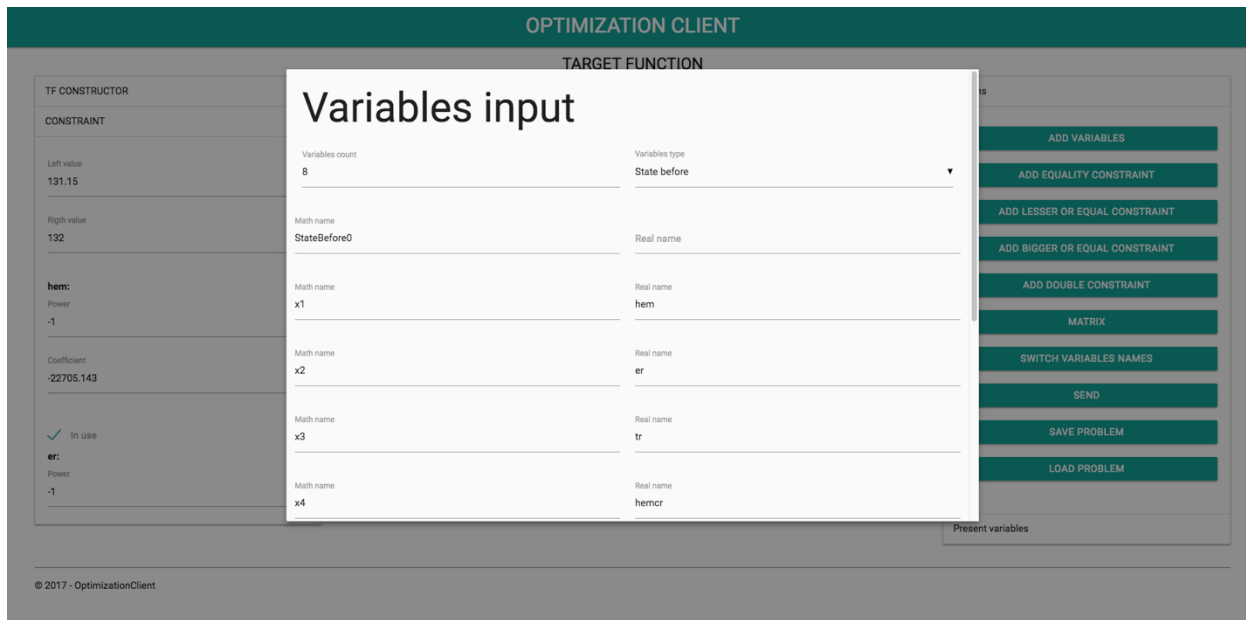 OPTIMIZATION CLIENT
TARGET FUNCTION
TF CONSTRUCTOR
CONSTRAINT
Left value
131.15
Rigth value
132
hem:
Power
-1
Coefficient
-22705.143
In use
er:
Power
-1
Variables input
Variables count
8
Variables type
State before
Math name
StateBefore0
Real name
Math name
x1
Real name
hem
Math name
x2
Real name
er
Math name
x3
Real name
tr
Math name
x4
Real name
hemcr
ADD VARIABLES
ADD EQUALITY CONSTRAINT
ADD LESSER OR EQUAL CONSTRAINT
ADD BIGGER OR EQUAL CONSTRAINT
ADD DOUBLE CONSTRAINT
MATRIX
SWITCH VARIABLES NAMES
SEND
SAVE PROBLEM
LOAD PROBLEM
Present variables
© 2017 - OptimizationClient